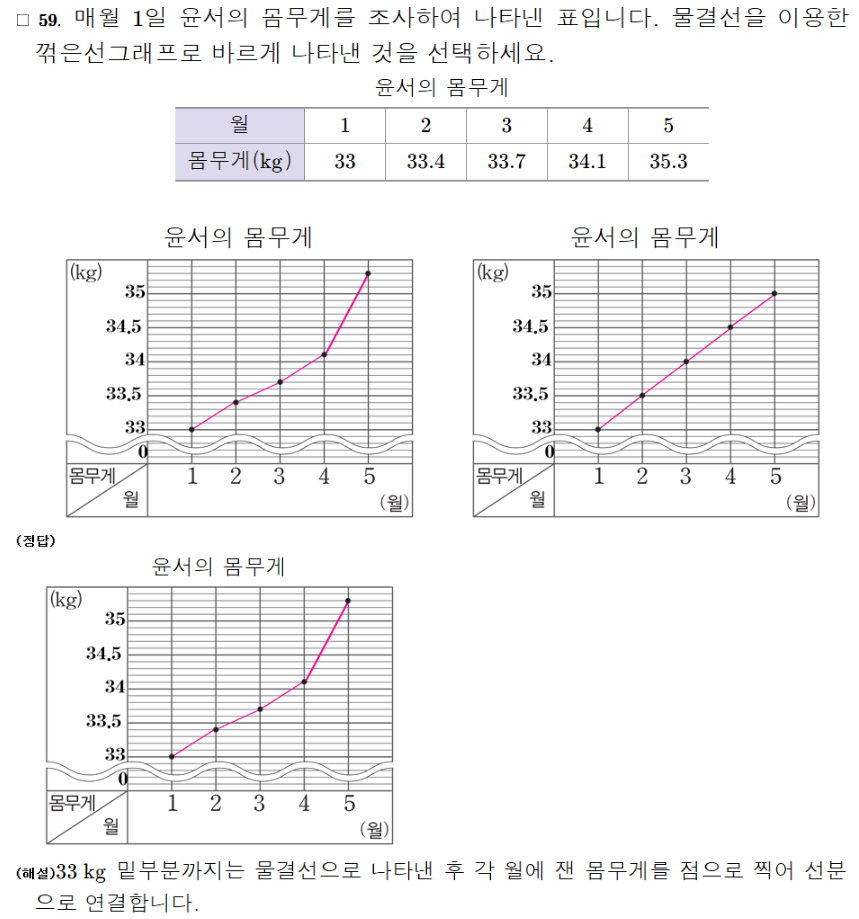 □ 59. 매월 1일 윤서의 몸무게를 조사하여 나타낸 표입니다. 물결선을 이용한
꺾은선그래프로 바르게 나타낸 것을 선택하세요.
윤서의 몸무게
월 1 2 3 4 5
몸무게(kg) 33 33.4 33.7 34.1 35.3
윤서의 몸무게
(kg)
35
34.5
34
33.5
33
0
몸무게
월
1 2 3 4 5
(월)
윤서의 몸무게
(kg)
35
34.5
34
33.5
33
0
몸무게
월
1 2 3 4 5
(월)
(정답)
윤서의 몸무게
(kg)
35
34.5
34
33.5
33
0
몸무게
월
1 2 3 4 5
(월)
(해설)33 kg 밑부분까지는 물결선으로 나타낸 후 각 월에 잰 몸무게를 점으로 찍어 선분
으로 연결합니다.